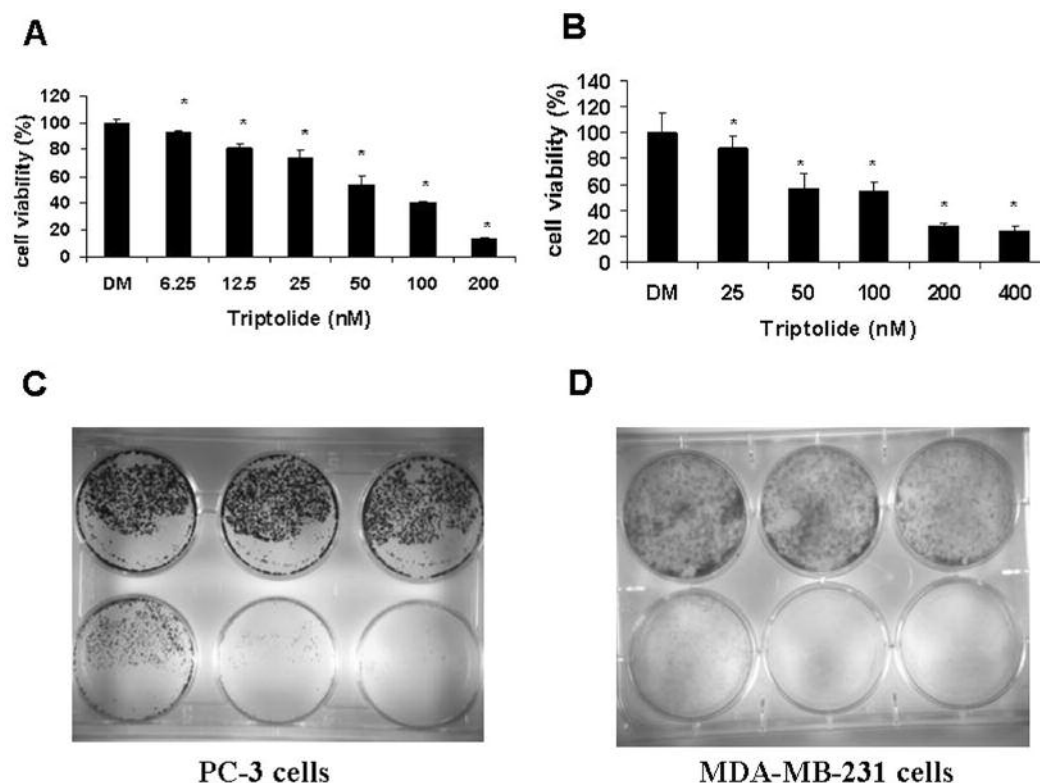 A
cell viability (%)
120
100
80
60
40
20
0
DM 6.25 12.5 25 50 100 200
* * * * * *
Triptolide (nM)
B
cell viability (%)
140
120
100
80
60
40
20
0
DM 25 50 100 200 400
* * * * *
Triptolide (nM)
C
PC-3 cells
D
MDA-MB-231 cells